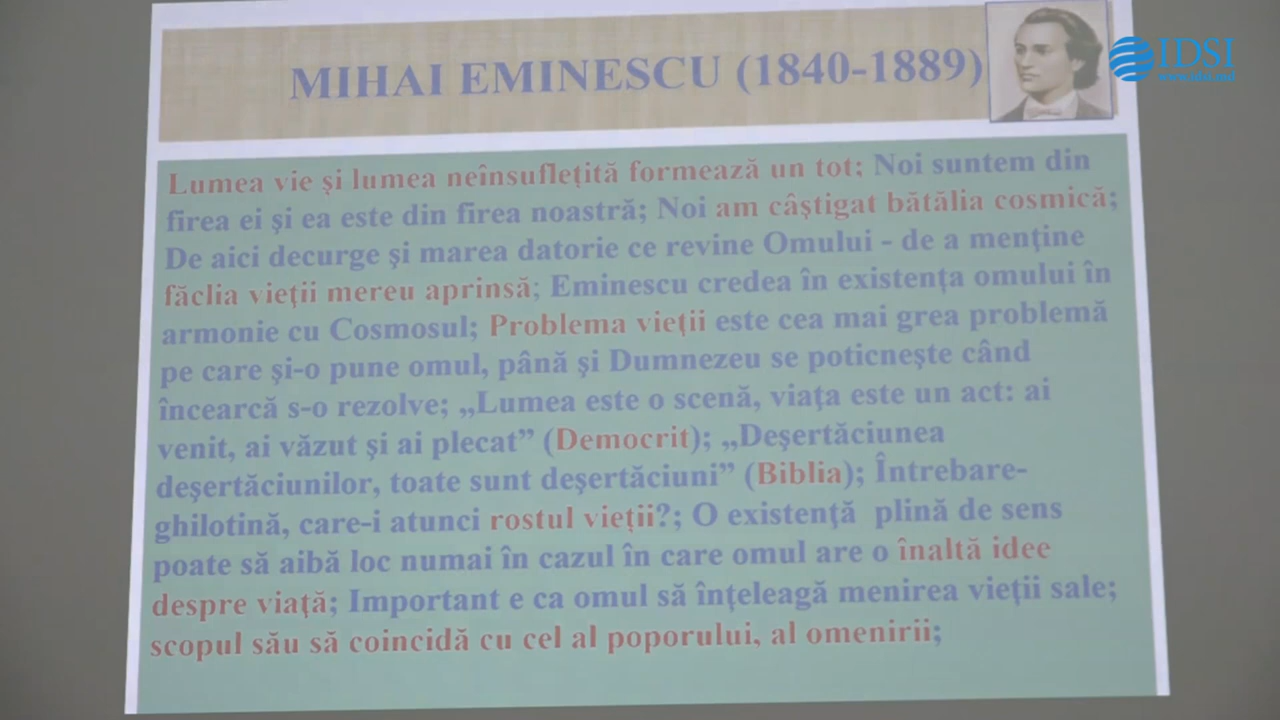 MIHAI EMINESCU (1840-1889)
IDSI
www.idsi.md
Lumea vie şi lumea neînsufleţită formează un tot; Noi suntem din
firea ei şi ea este din firea noastră; Noi am câştigat bătălia cosmică;
De aici decurge şi marea datorie ce revine Omului - de a menţine
făclia vieţii mereu aprinsă; Eminescu credea în existenţa omului în
armonie cu Cosmosul; Problema vieţii este cea mai grea problemă
pe care şi-o pune omul, până şi Dumnezeu se poticneşte când
încearcă s-o rezolve; „Lumea este o scenă, viaţa este un act: ai
venit, ai văzut şi ai plecat” (Democrit); „Deşertăciunea
deşertăciunilor, toate sunt deşertăciuni” (Biblia); Întrebare-
ghilotină, care-i atunci rostul vieţii?; O existenţă plină de sens
poate să aibă loc numai în cazul în care omul are o înaltă idee
despre viaţă; Important e ca omul să înţeleagă menirea vieţii sale;
scopul său să coincidă cu cel al poporului, al omenirii;